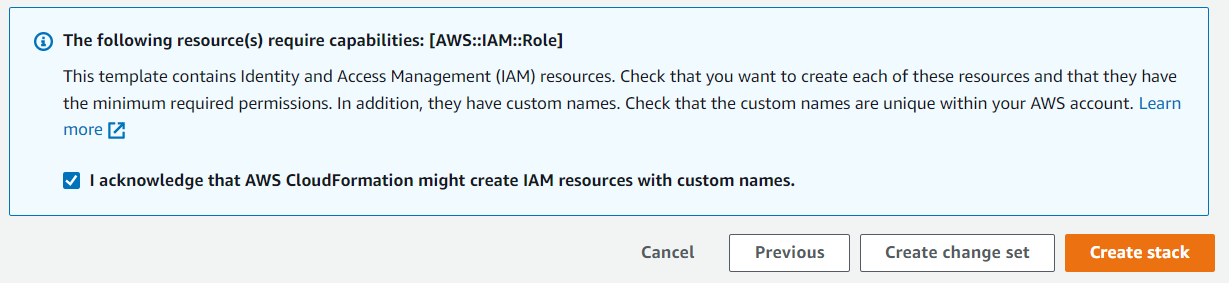 The following resource(s) require capabilities: [AWS::IAM::Role]
This template contains Identity and Access Management (IAM) resources. Check that you want to create each of these resources and that they have
the minimum required permissions. In addition, they have custom names. Check that the custom names are unique within your AWS account. Learn
more
I acknowledge that AWS CloudFormation might create IAM resources with custom names.
Cancel Previous Create change set Create stack